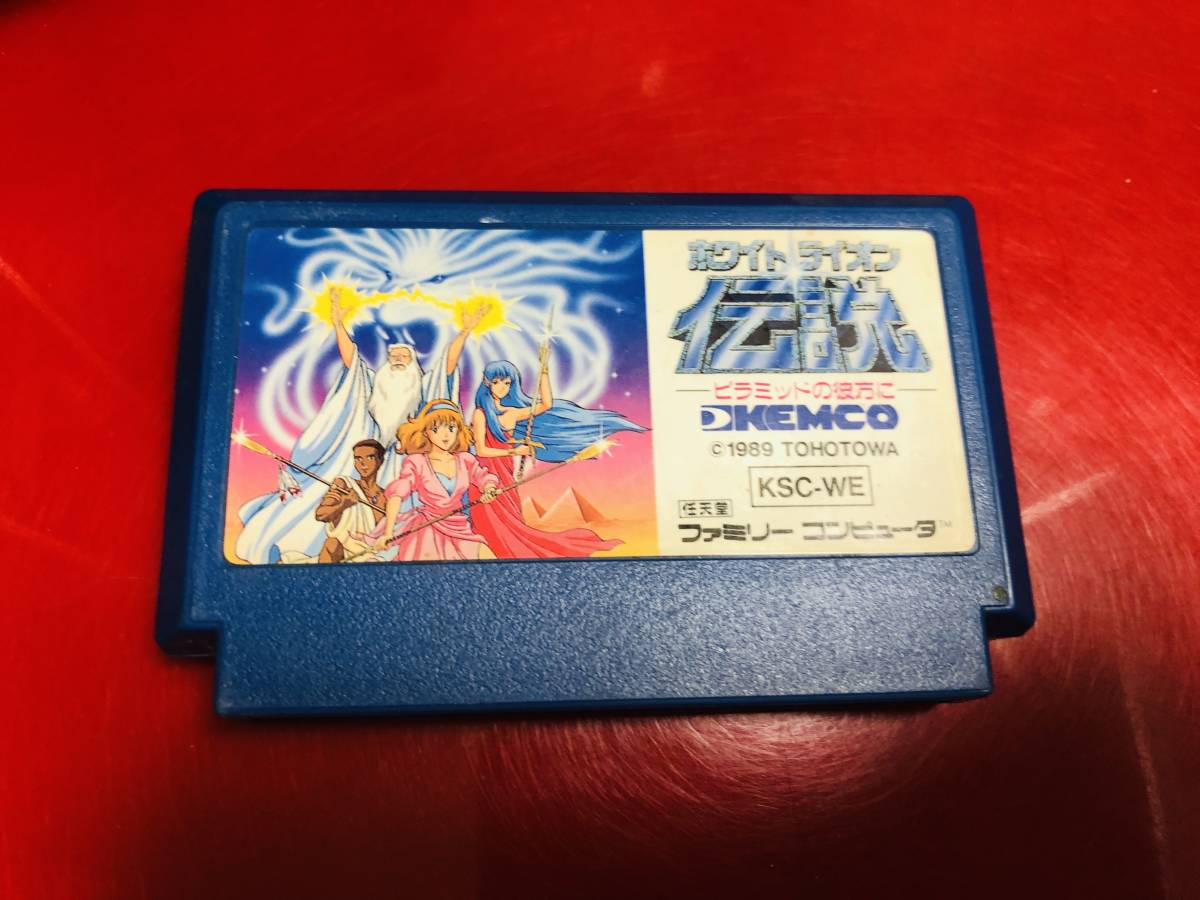 ホワイトライオン
伝説
ピラミッドの彼方に
KEMCO
©1989 TOHOTOWA
KSC-WE
任天堂
ファミリー コンピュータ™